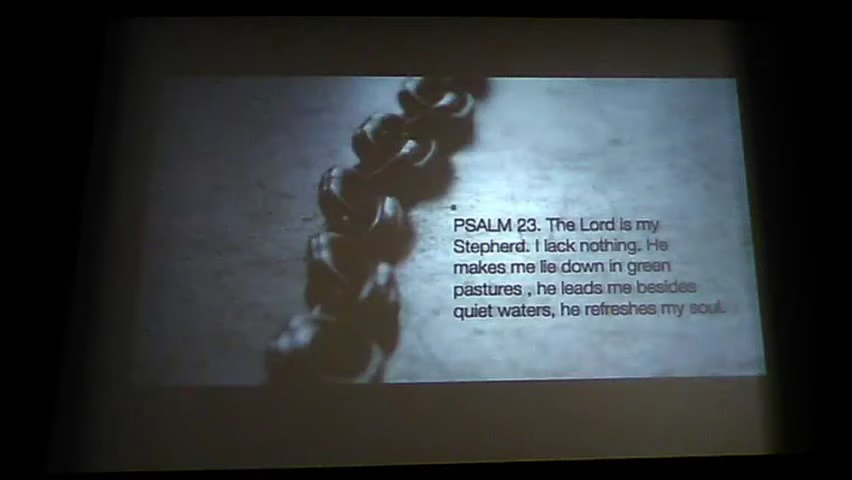 PSALM 23. The Lord is my
Stepherd. I lack nothing. He
makes me lie down in green
pastures , he leads me besides
quiet waters, he refreshes my soul.